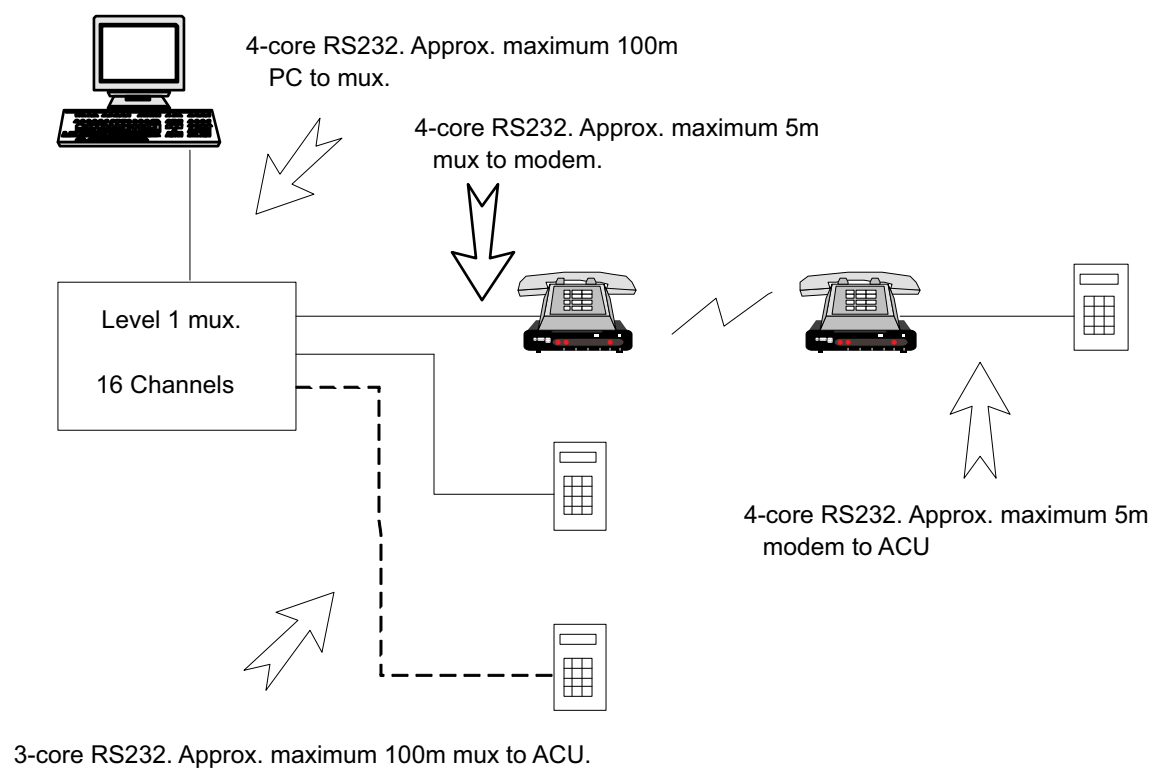 4-core RS232. Approx. maximum 100m
PC to mux.
4-core RS232. Approx. maximum 5m
mux to modem.
Level 1 mux.
16 Channels
4-core RS232. Approx. maximum 5m
modem to ACU
3-core RS232. Approx. maximum 100m mux to ACU.